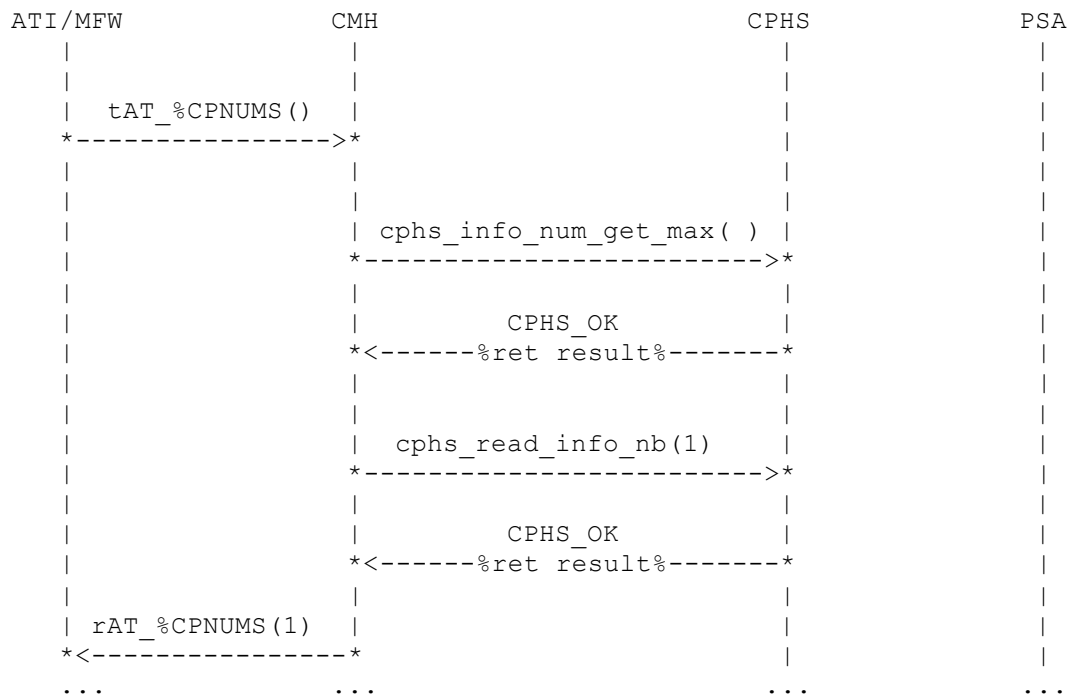 ATI/MFW CMH CPHS PSA
tAT_%CPNUMS()
cphs_info_num_get_max( )
CPHS_OK
%ret result%
cphs_read_info_nb(1)
CPHS_OK
%ret result%
rAT_%CPNUMS(1)
... ... ... ...